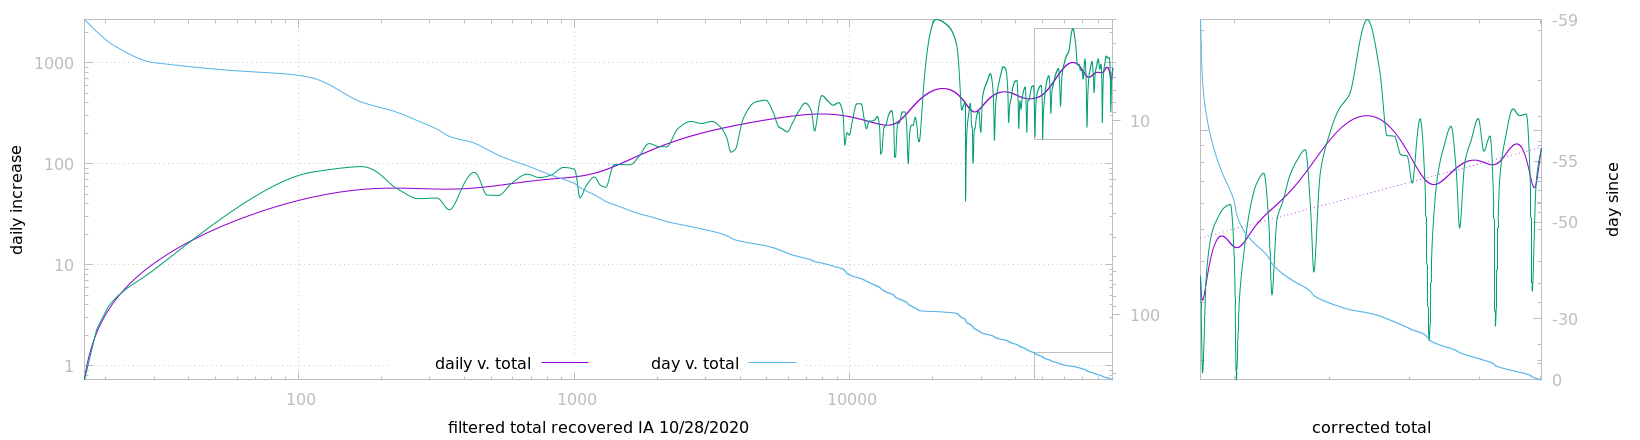 daily increase
1000
100
10
1
daily v. total
day v. total
100
1000
10000
filtered total recovered IA 10/28/2020
10
100
-59
-55
-50
-30
0
day since
corrected total